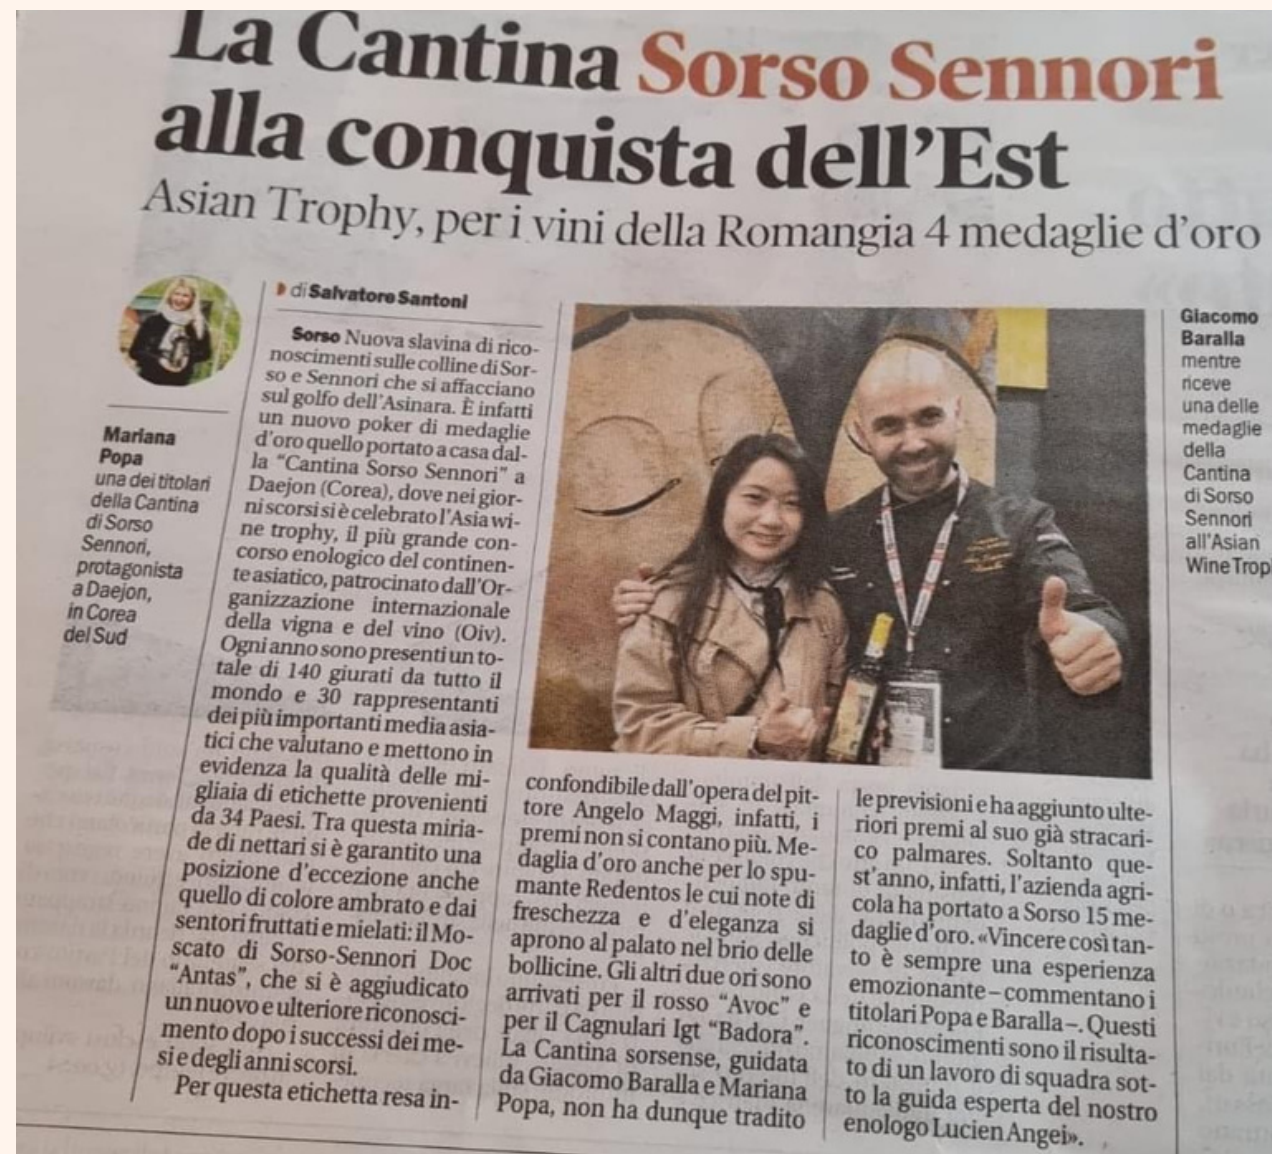 La Cantina Sorso Sennori
alla conquista dell'Est
Asian Trophy, per i vini della Romangia 4 medaglie d'oro
Mariana
Popa
una dei titolari
della Cantina
di Sorso
Sennori,
protagonista
a Daejon,
in Corea
del Sud
di Salvatore Santoni
Sorso Nuova slavina di rico-
noscimenti sulle colline di Sor-
so e Sennori che si affacciano
sul golfo dell'Asinara. È infatti
un nuovo poker di medaglie
d'oro quello portato a casa dal-
la "Cantina Sorso Sennori" a
Daejon (Corea), dove nei gior-
ni scorsi si è celebrato l'Asia wi-
ne trophy, il più grande con-
corso enologico del continen-
te asiatico, patrocinato dall'Or-
ganizzazione internazionale
della vigna e del vino (Oiv).
Ogni anno sono presenti un to-
tale di 140 giurati da tutto il
mondo e 30 rappresentanti
dei più importanti media asia-
tici che valutano e mettono in
evidenza la qualità delle mi-
gliaia di etichette provenienti
da 34 Paesi. Tra questa miria-
de di nettari si è garantito una
posizione d'eccezione anche
quello di colore ambrato e dai
sentori fruttati e mielati: il Mo-
scato di Sorso-Sennori Doc
"Antas", che si è aggiudicato
un nuovo e ulteriore riconosci-
mento dopo i successi dei me-
si e degli anni scorsi.
Per questa etichetta resa in-
confondibile dall'opera del pit-
tore Angelo Maggi, infatti, i
premi non si contano più. Me-
daglia d'oro anche per lo spu-
mante Redentos le cui note di
freschezza e d'eleganza si
aprono al palato nel brio delle
bollicine. Gli altri due ori sono
arrivati per il rosso "Avoc" e
per il Cagnulari Igt "Badora".
La Cantina sorsense, guidata
da Giacomo Baralla e Mariana
Popa, non ha dunque tradito
le previsioni e ha aggiunto ulte-
riori premi al suo già stracari-
co palmares. Soltanto que-
st'anno, infatti, l'azienda agri-
cola ha portato a Sorso 15 me-
daglie d'oro. «Vincere così tan-
to è sempre una esperienza
emozionante – commentano i
titolari Popa e Baralla –. Questi
riconoscimenti sono il risulta-
to di un lavoro di squadra sot-
to la guida esperta del nostro
enologo Lucien Angei».
Giacomo
Baralla
mentre
riceve
una delle
medaglie
della
Cantina
di Sorso
Sennori
all'Asian
Wine Trop